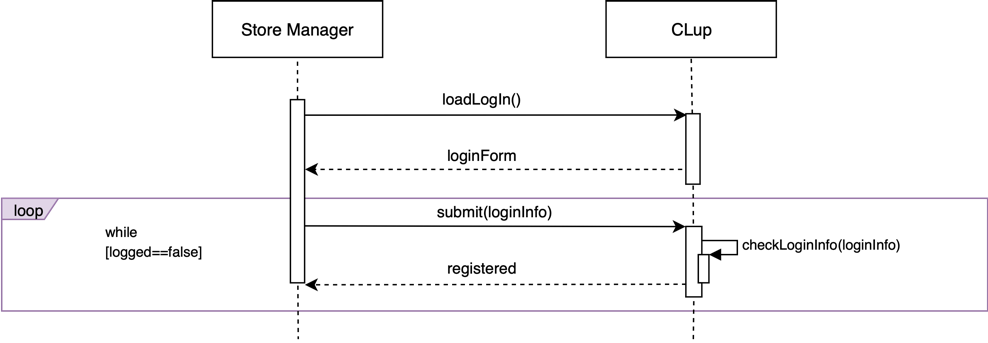 Store Manager
CLup
loadLogIn()
loginForm
loop
submit(loginInfo)
while
[logged==false]
checkLoginInfo(loginInfo)
registered